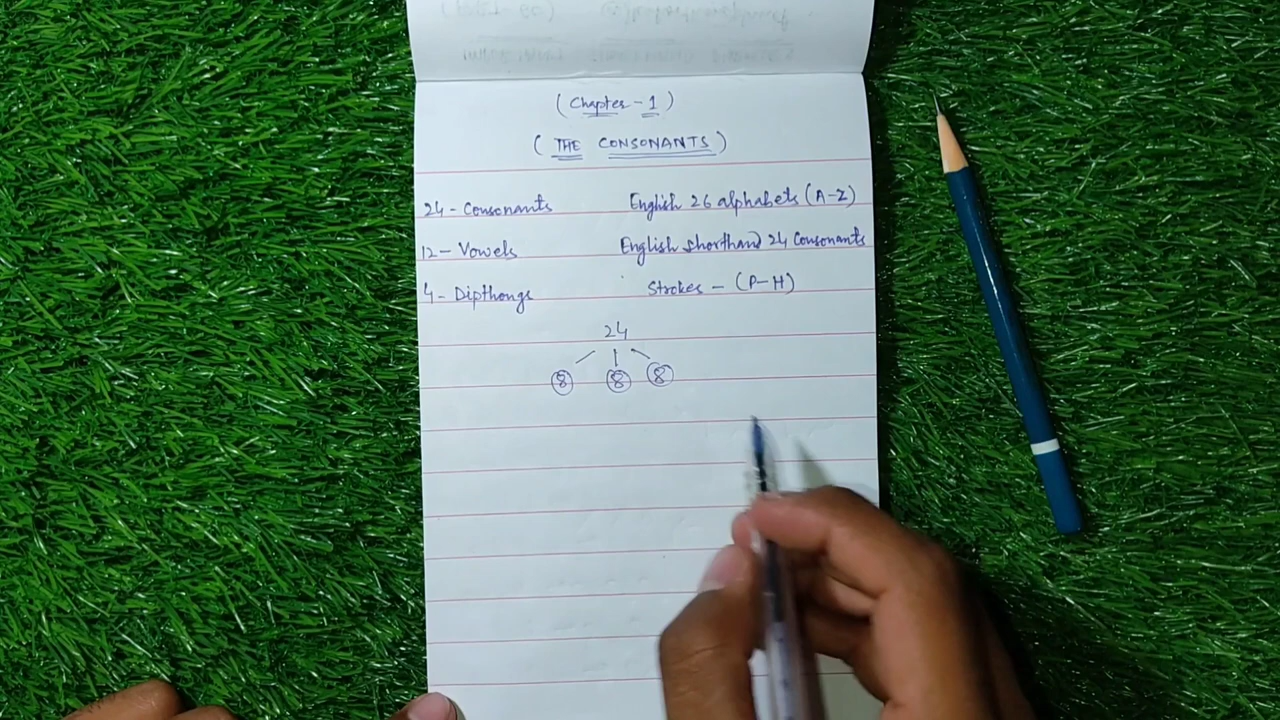 (Chapter - 1)
(THE CONSONANTS)
24 - Consonants English 26 alphabets (A-Z)
12 - Vowels English shorthand 24 Consonants
4 - Dipthongs Strokes - (P-H)
24
8 8 8